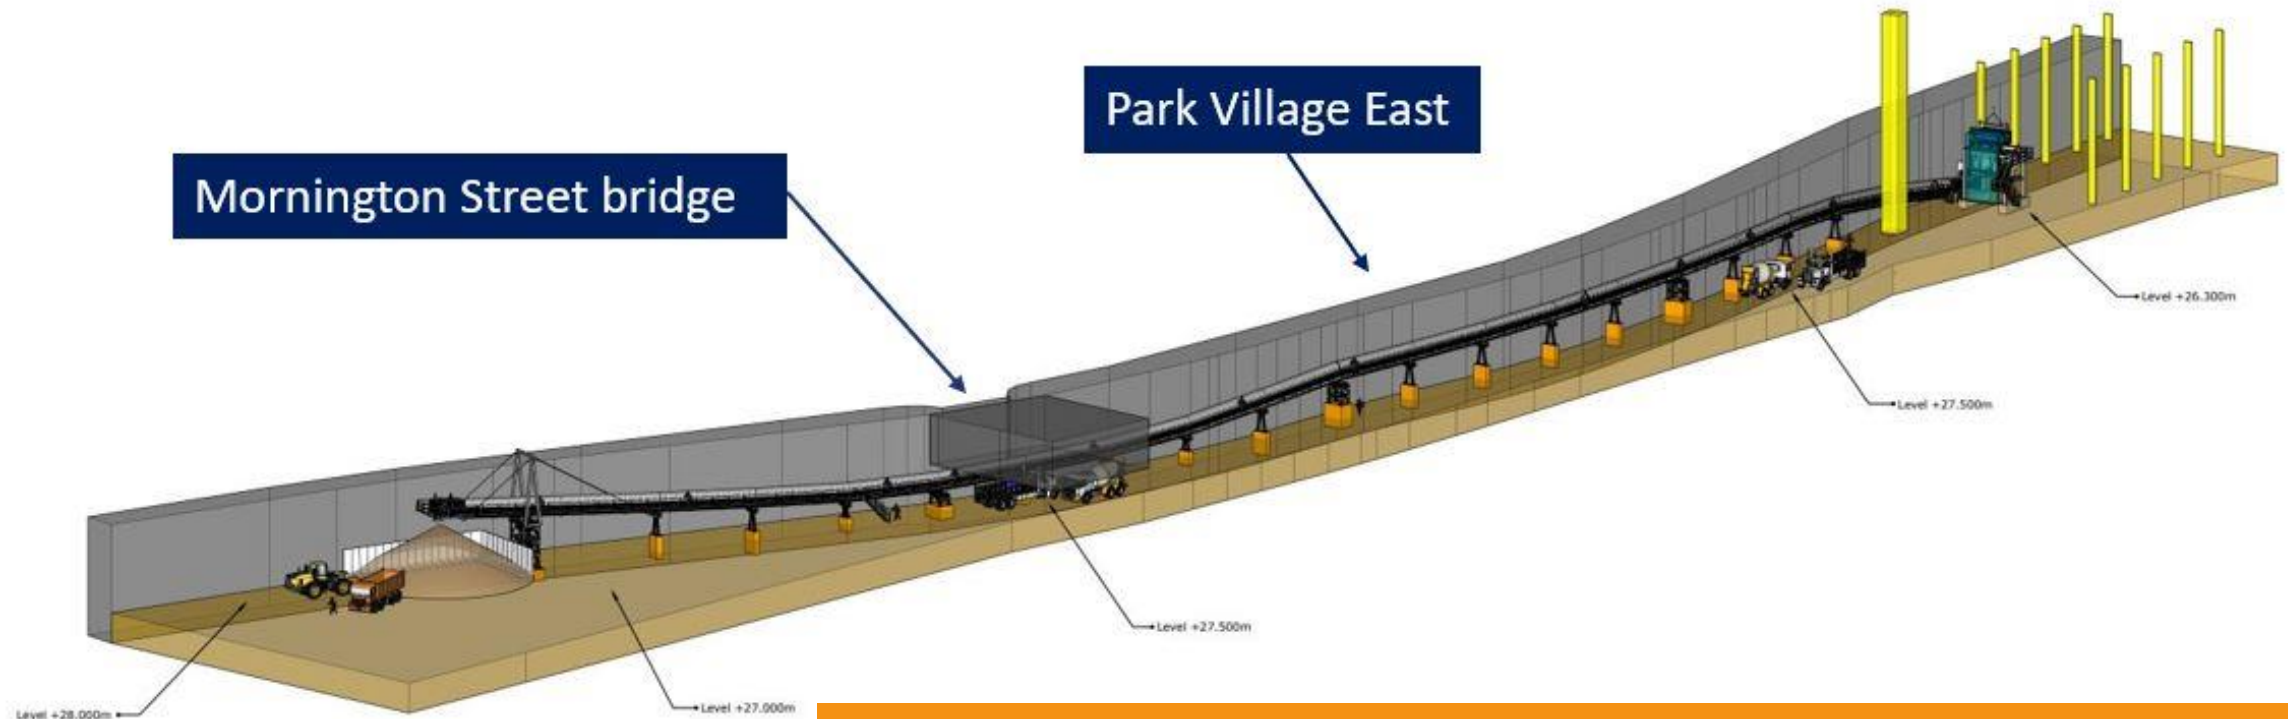 Park Village East
Mornington Street bridge
Level +26.300m
Level +27.500m
Level +27.500m
Level +28.000m
Level +27.000m